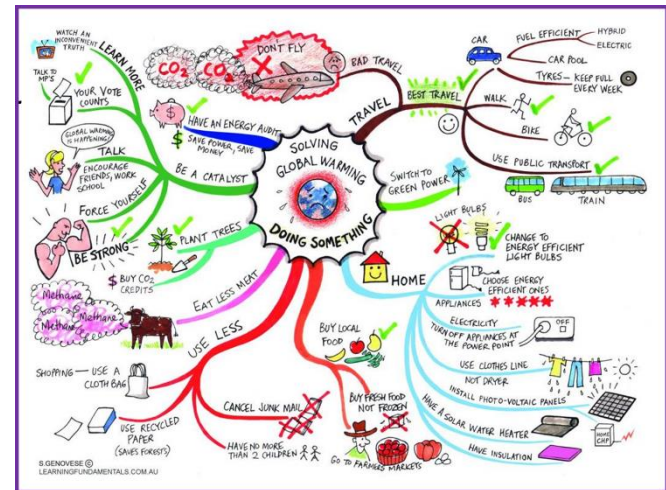 SOLVING
GLOBAL WARMING
DOING SOMETHING
TRAVEL
BAD TRAVEL
DON'T FLY
CO2
CO2
BEST TRAVEL
CAR
FUEL EFFICIENT
HYBRID
ELECTRIC
CAR POOL
TYRES — KEEP FULL
EVERY WEEK
WALK
BIKE
USE PUBLIC TRANSPORT
BUS
TRAIN
SWITCH TO
GREEN POWER
HOME
LIGHT BULBS
CHANGE TO
ENERGY EFFICIENT
LIGHT BULBS
APPLIANCES
CHOOSE ENERGY
EFFICIENT ONES
ELECTRICITY
TURN OFF APPLIANCES AT
THE POWER POINT
OFF
USE CLOTHES LINE
NOT DRYER
INSTALL PHOTO-VOLTAIC PANELS
HAVE A SOLAR WATER HEATER
HOME
CHP
HAVE INSULATION
BUY LOCAL
FOOD
BUY FRESH FOOD
NOT FROZEN
GO TO FARMERS MARKETS
USE LESS
CANCEL JUNK MAIL
HAVE NO MORE
THAN 2 CHILDREN
SHOPPING — USE A
CLOTH BAG
USE RECYCLED
PAPER
(SAVES FORESTS)
EAT LESS MEAT
Methane
Methane
Methane
PLANT TREES
$ BUY CO2
CREDITS
BE A CATALYST
LEARN MORE
WATCH AN
INCONVENIENT
TRUTH
YOUR VOTE
COUNTS
TALK TO
MP'S
TALK
ENCOURAGE
FRIENDS, WORK
SCHOOL
GLOBAL WARMING
IS HAPPENING!
FORCE YOURSELF
BE STRONG
HAVE AN ENERGY AUDIT
$ SAVE POWER, SAVE
MONEY
S.GENOVESE ©
LEARNINGFUNDAMENTALS.COM.AU